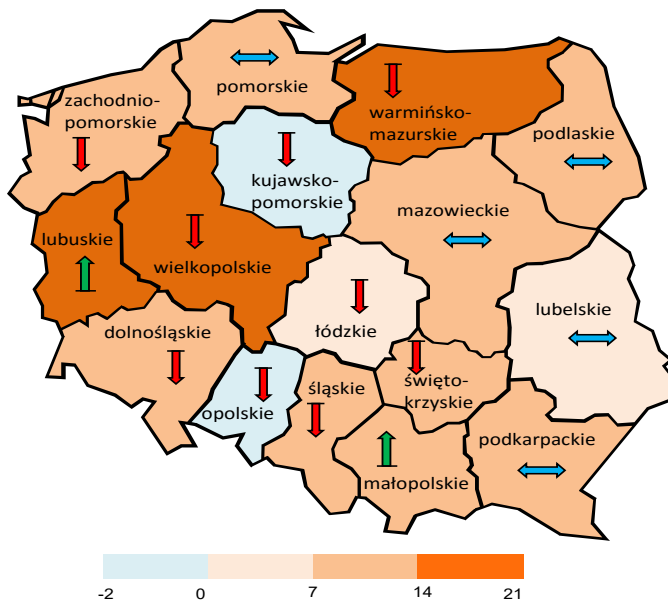 pomorskie
zachodnio-
pomorskie
warmińsko-
mazurskie
podlaskie
kujawsko-
pomorskie
mazowieckie
lubuskie
wielkopolskie
lubelskie
dolnośląskie
łódzkie
śląskie
święto-
krzyskie
opolskie
podkarpackie
małopolskie
-2 0 7 14 21